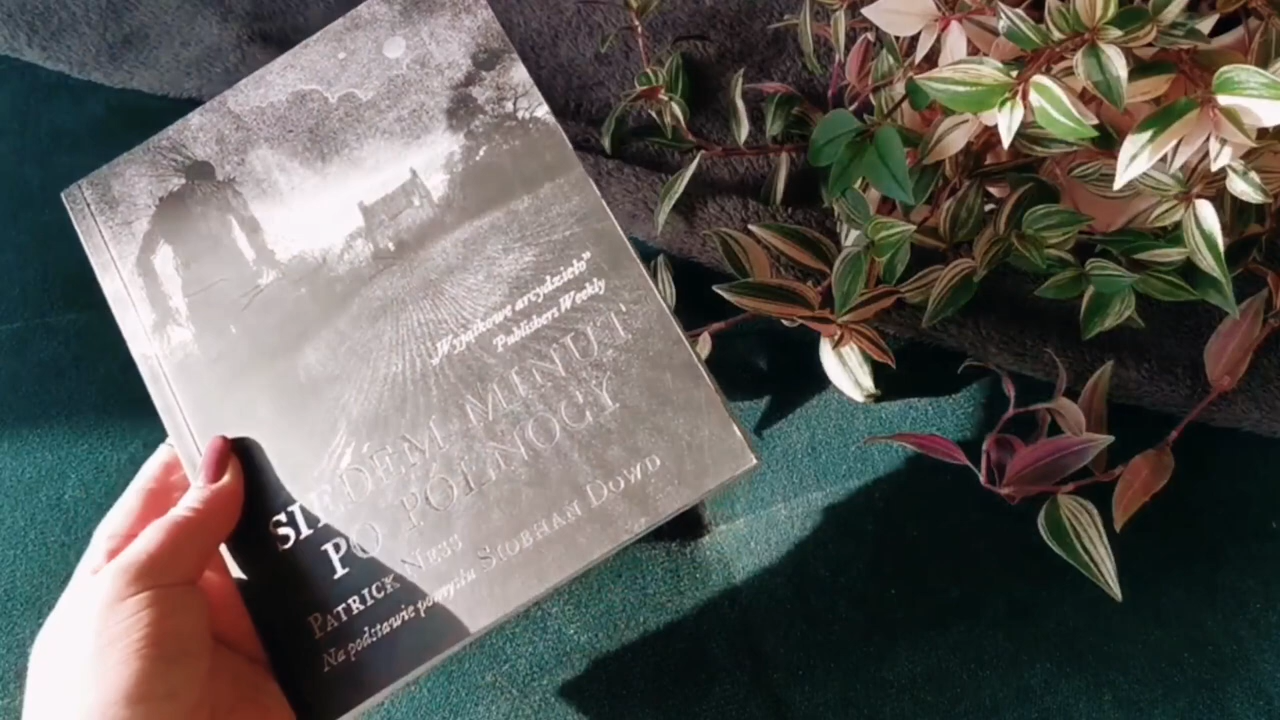 Wyjątkowe arcydzieło”
Publishers Weekly
SIEDEM MINUT
PO PÓŁNOCY
PATRICK NESS
Na podstawie pomysłu SIOBHAN DOWD